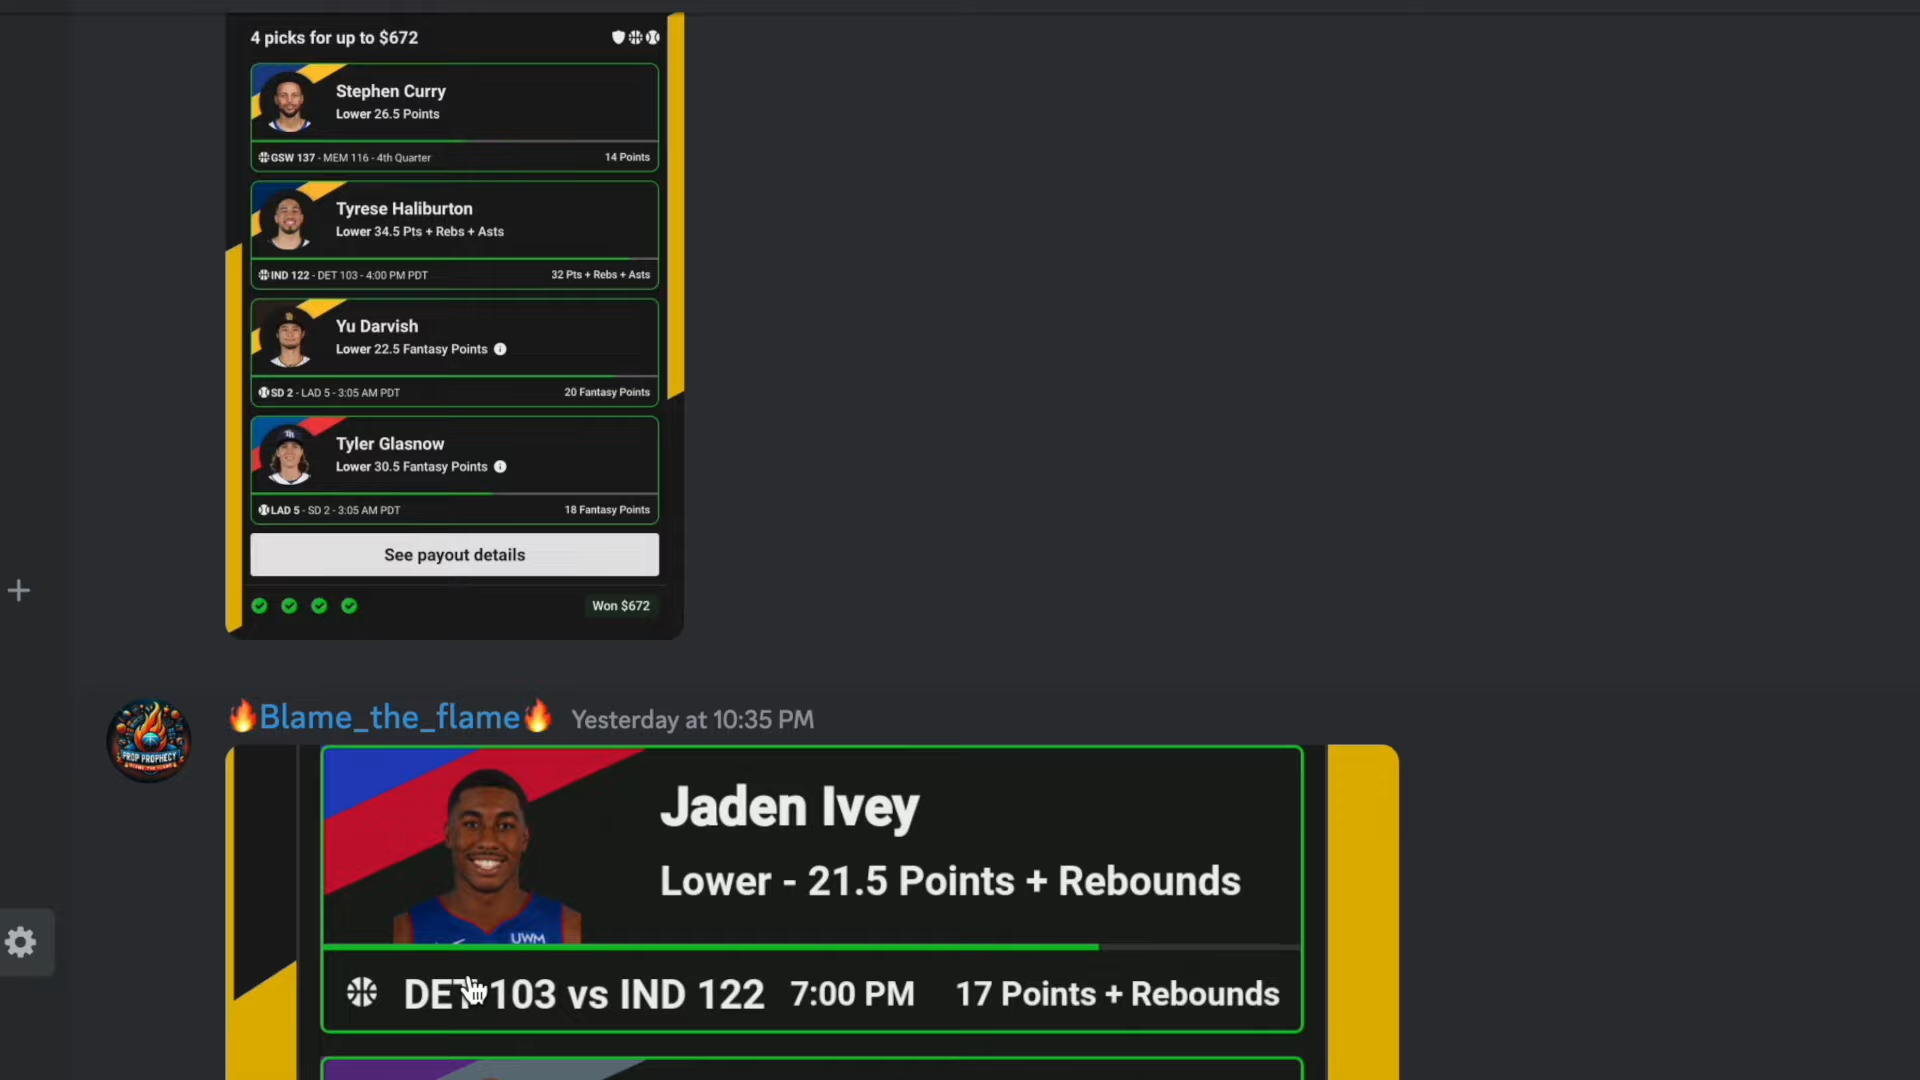 4 picks for up to $672
Stephen Curry
Lower 26.5 Points
GSW 137 - MEM 116 - 4th Quarter 14 Points
Tyrese Haliburton
Lower 34.5 Pts + Rebs + Asts
IND 122 - DET 103 - 4:00 PM PDT 32 Pts + Rebs + Asts
Yu Darvish
Lower 22.5 Fantasy Points
SD 2 - LAD 5 - 3:05 AM PDT 20 Fantasy Points
Tyler Glasnow
Lower 30.5 Fantasy Points
LAD 5 - SD 2 - 3:05 AM PDT 18 Fantasy Points
See payout details
Won $672
🔥Blame_the_flame🔥 Yesterday at 10:35 PM
PROP PROPHECY
Jaden Ivey
Lower - 21.5 Points + Rebounds
UWM
DET 103 vs IND 122 7:00 PM 17 Points + Rebounds